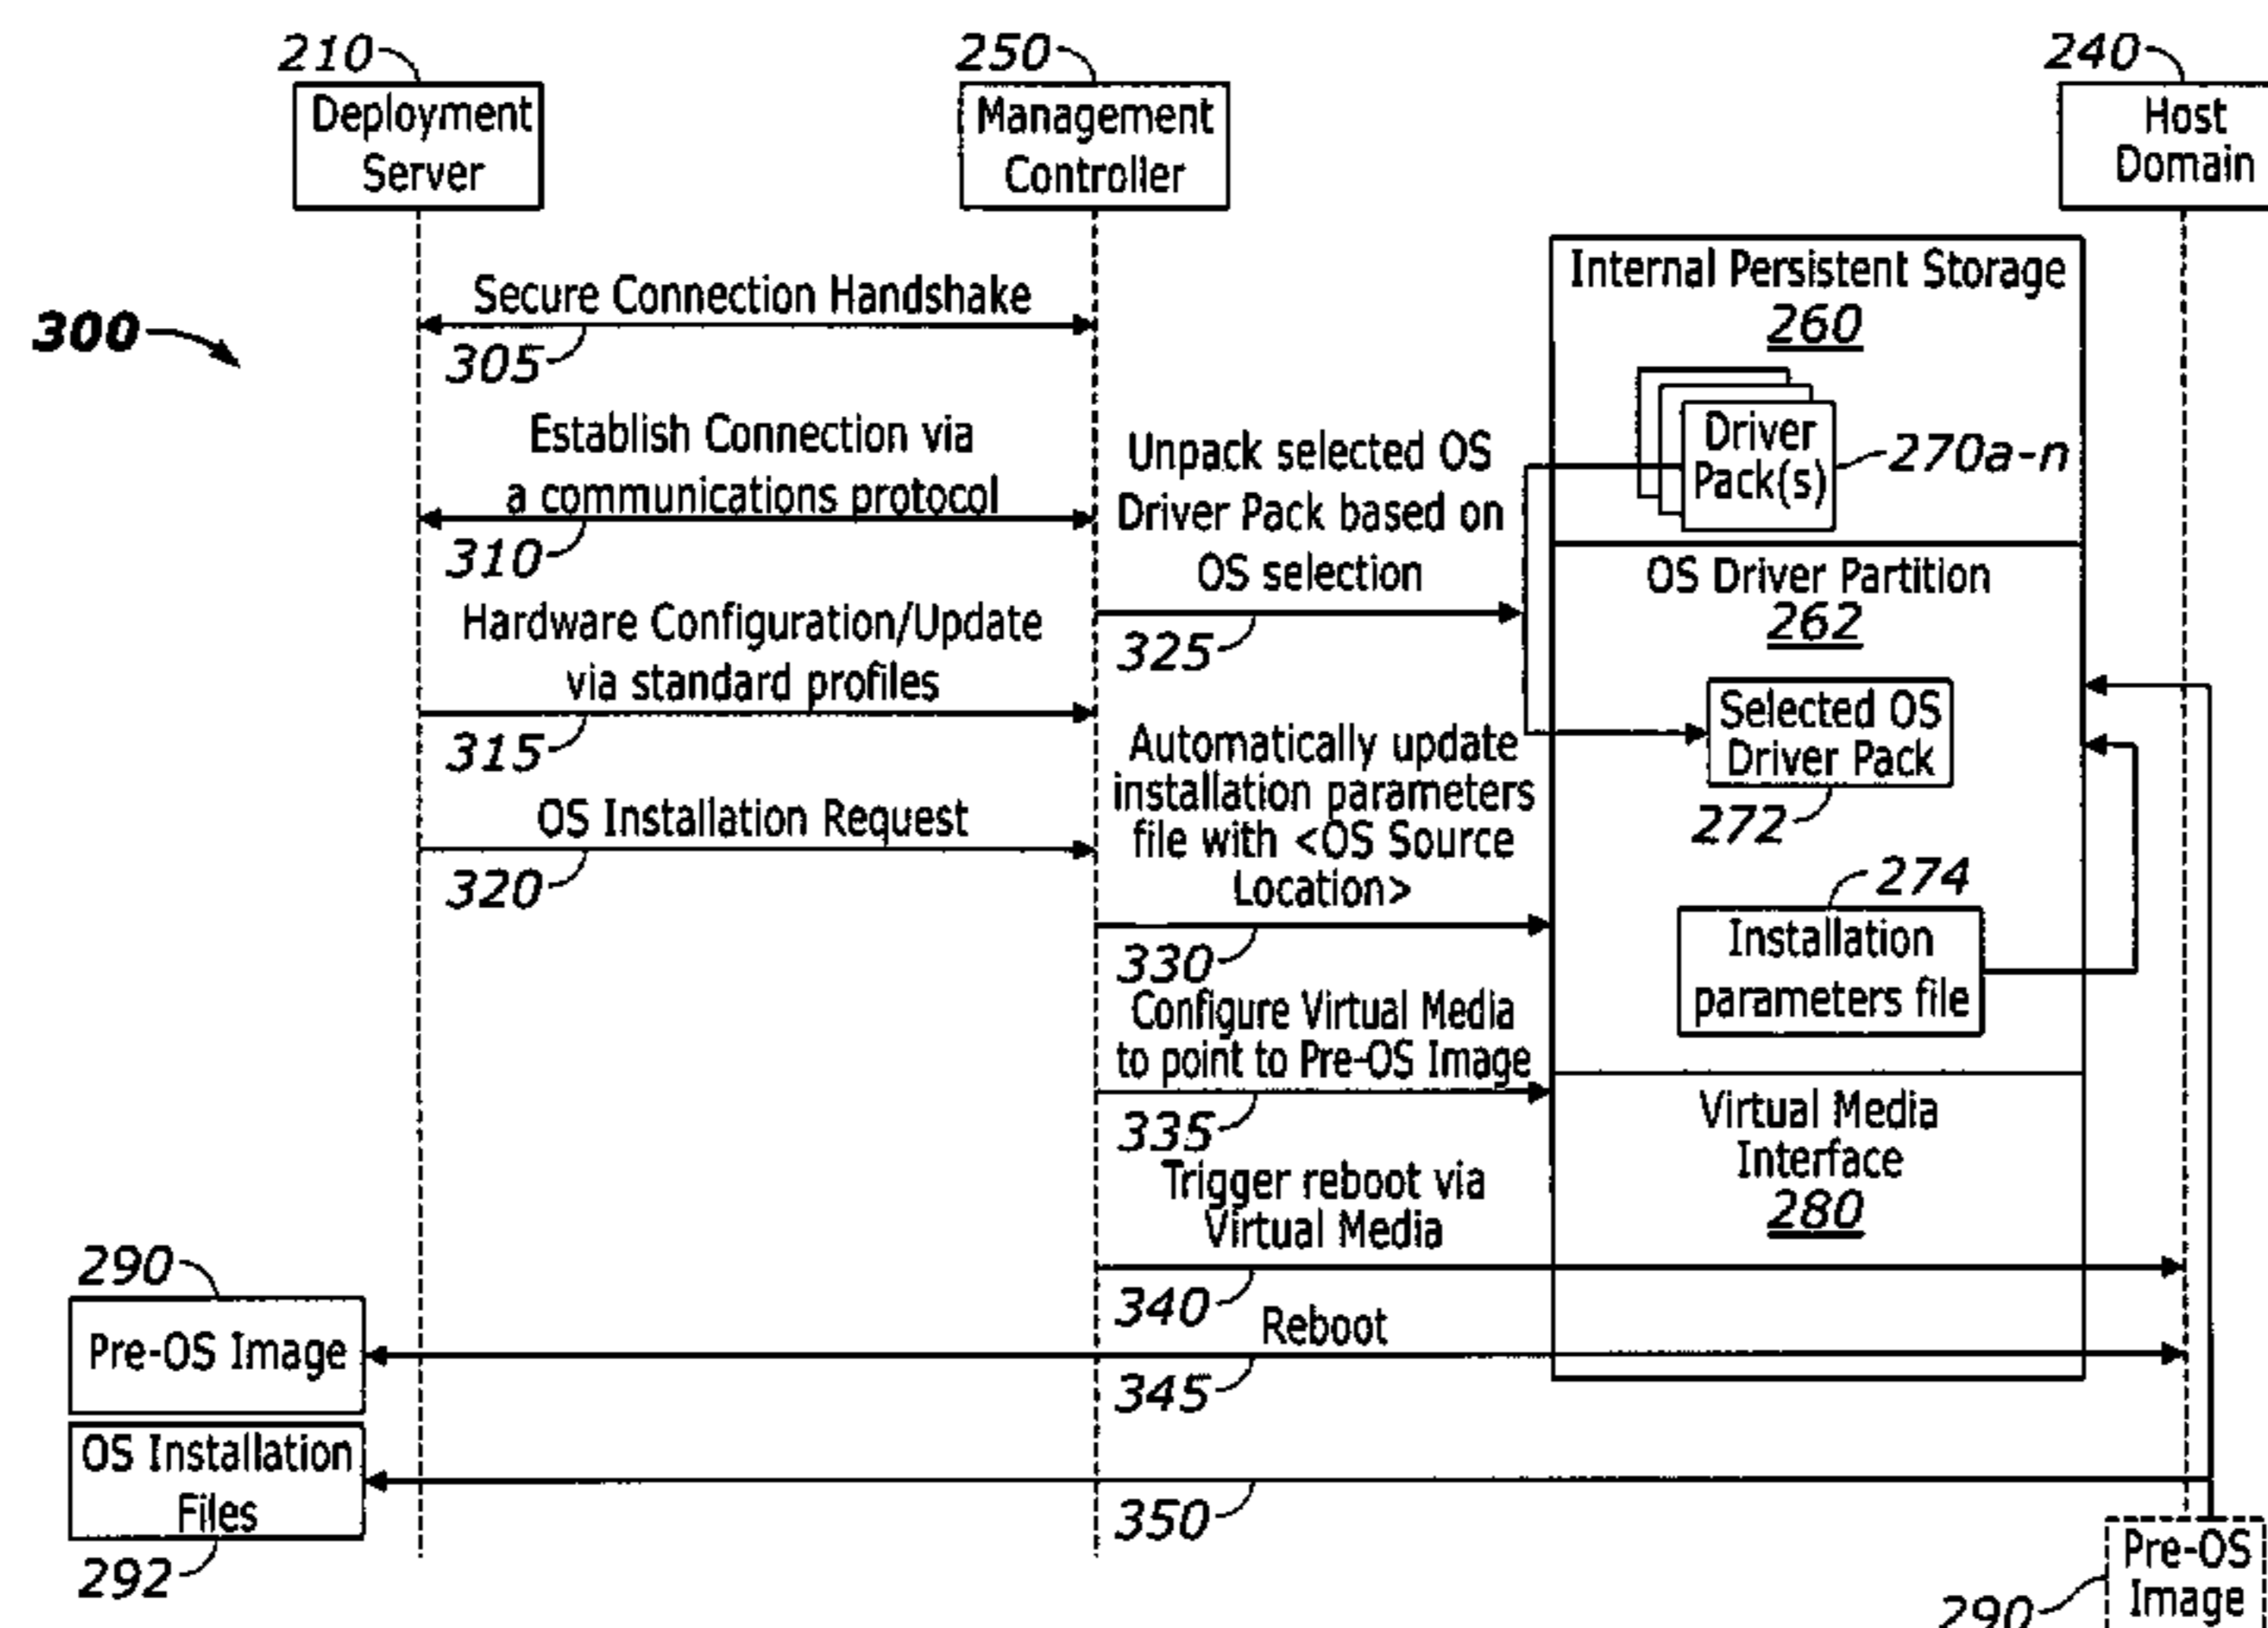 210
250
240
Deployment
Server
Management
Controller
Host
Domain
300
Secure Connection Handshake
305
Establish Connection via
a communications protocol
310
Hardware Configuration/Update
via standard profiles
315
OS Installation Request
320
Unpack selected OS
Driver Pack based on
OS selection
325
Automatically update
installation parameters
file with <OS Source
Location>
330
Configure Virtual Media
to point to Pre-OS Image
335
Trigger reboot via
Virtual Media
340
Reboot
345
350
Internal Persistent Storage
260
Driver
Pack(s)
270a-n
OS Driver Partition
262
Selected OS
Driver Pack
272
274
Installation
parameters file
Virtual Media
Interface
280
290
Pre-OS Image
OS Installation
Files
292
Pre-OS
Image
290